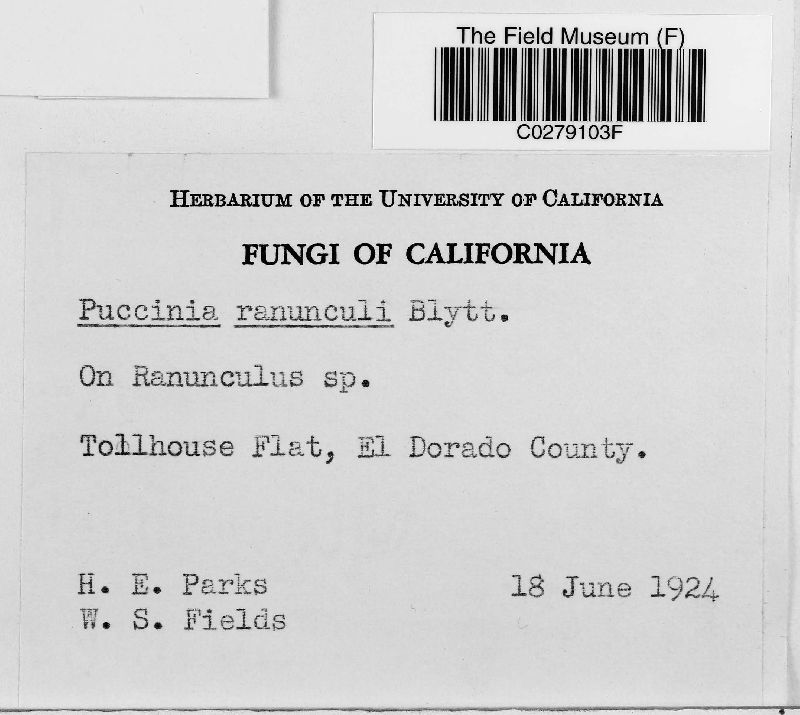 The Field Museum (F)
C0279103F
HERBARIUM OF THE UNIVERSITY OF CALIFORNIA
FUNGI OF CALIFORNIA
Puccinia ranunculi Blytt.
On Ranunculus sp.
Tollhouse Flat, El Dorado County.
H. E. Parks 18 June 1924
W. S. Fields